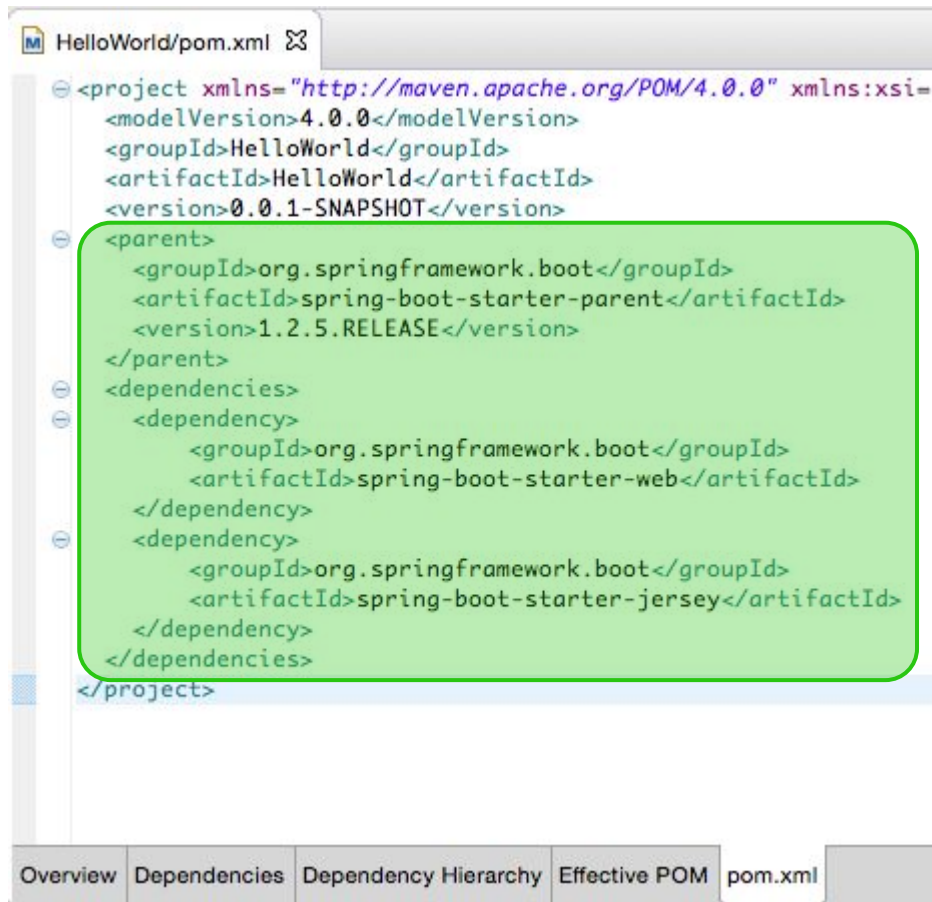 HelloWorld/pom.xml
<project xmlns="http://maven.apache.org/POM/4.0.0" xmlns:xsi=
<modelVersion>4.0.0</modelVersion>
<groupId>HelloWorld</groupId>
<artifactId>HelloWorld</artifactId>
<version>0.0.1-SNAPSHOT</version>
<parent>
<groupId>org.springframework.boot</groupId>
<artifactId>spring-boot-starter-parent</artifactId>
<version>1.2.5.RELEASE</version>
</parent>
<dependencies>
<dependency>
<groupId>org.springframework.boot</groupId>
<artifactId>spring-boot-starter-web</artifactId>
</dependency>
<dependency>
<groupId>org.springframework.boot</groupId>
<artifactId>spring-boot-starter-jersey</artifactId>
</dependency>
</dependencies>
</project>
Overview Dependencies Dependency Hierarchy Effective POM pom.xml